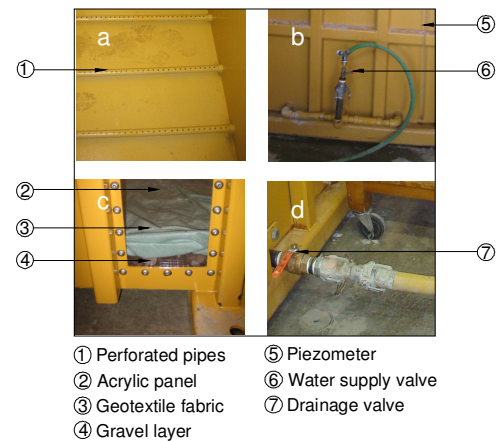 a
b
①
⑤
⑥
②
c
d
③
④
⑦
① Perforated pipes
⑤ Piezometer
② Acrylic panel
⑥ Water supply valve
③ Geotextile fabric
⑦ Drainage valve
④ Gravel layer